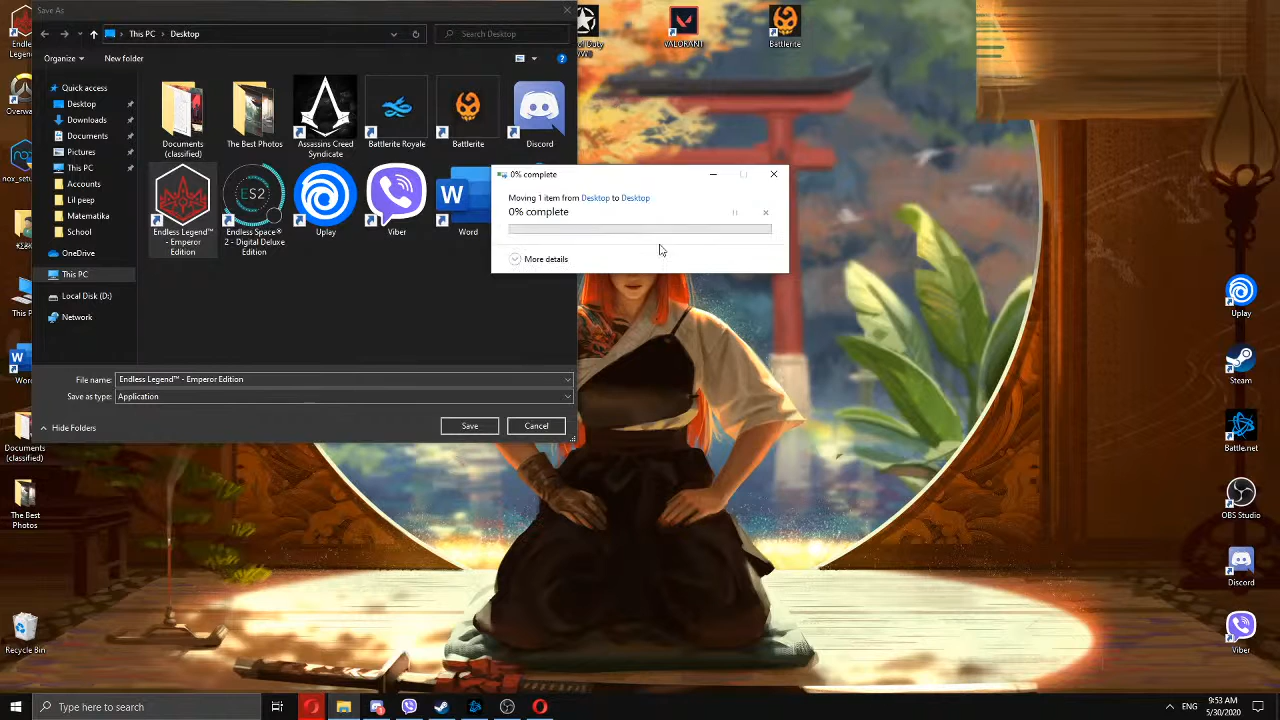 Save As
This PC
Desktop
Search Desktop
Organize
New folder
Quick access
Desktop
Downloads
Documents
Pictures
This PC
Accounts
Lil peep
Matematika
School
OneDrive
This PC
Local Disk (D:)
Network
Documents
(classified)
The Best Photos
Assassins Creed
Syndicate
Battlerite Royale
Battlerite
Discord
Endless Legend™
- Emperor
Edition
ES2
Endless Space®
2 - Digital Deluxe
Edition
Uplay
Viber
W
Word
File name:
Endless Legend™ - Emperor Edition
Save as type:
Application
Hide Folders
Save
Cancel
0% complete
Moving 1 item from Desktop to Desktop
0% complete
More details
VALORANT
Battlerite
Documents
(classified)
The Best
Photos
Recycle Bin
Uplay
Steam
Battle.net
OBS Studio
Discord
Viber
Type here to search
ENG
9:53 AM
5/30/2020